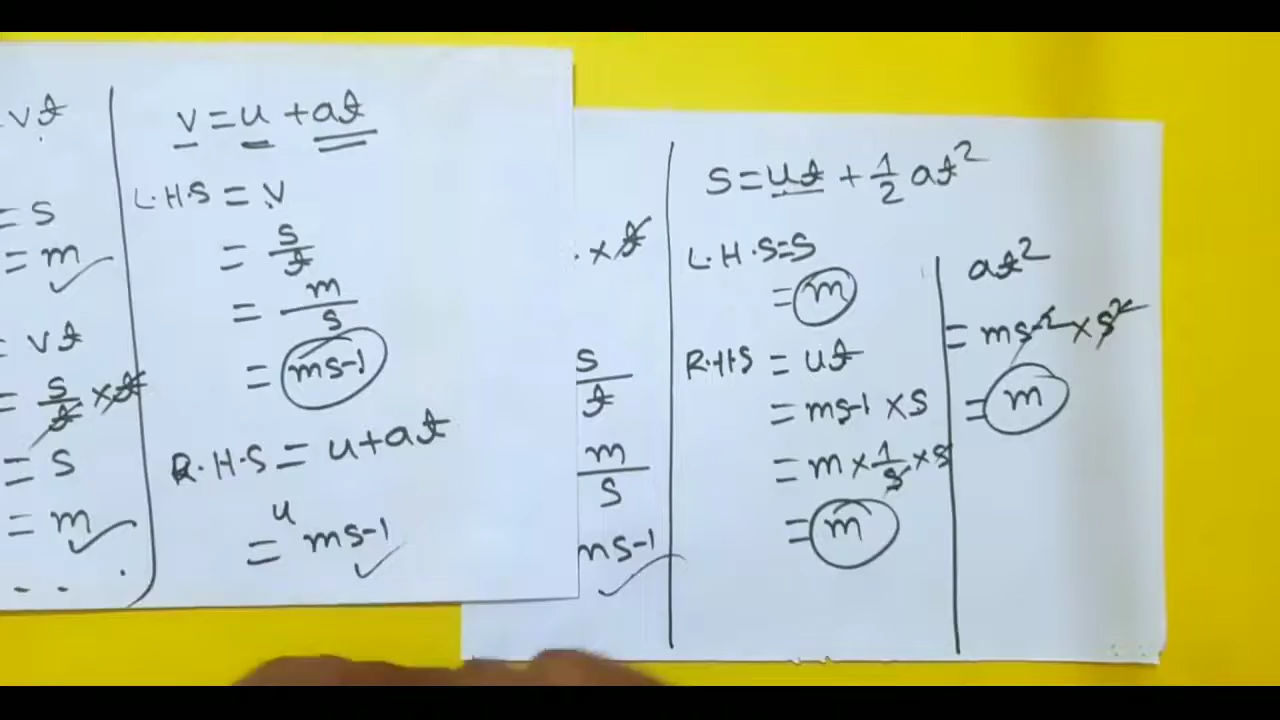 vt
= s
= m
= vt
= s/t × t
= s
= m
v = u + at
L.H.S = v
= s/t
= m/s
= ms-1
R.H.S = u+at
u
= ms-1
. × t
s/t
m/s
ms-1
S = ut + 1/2 at²
L.H.S=S
= m
R.H.S = ut
= ms-1 × s
= m × 1/s × s
= m
at²
= ms-2 × s²
= m